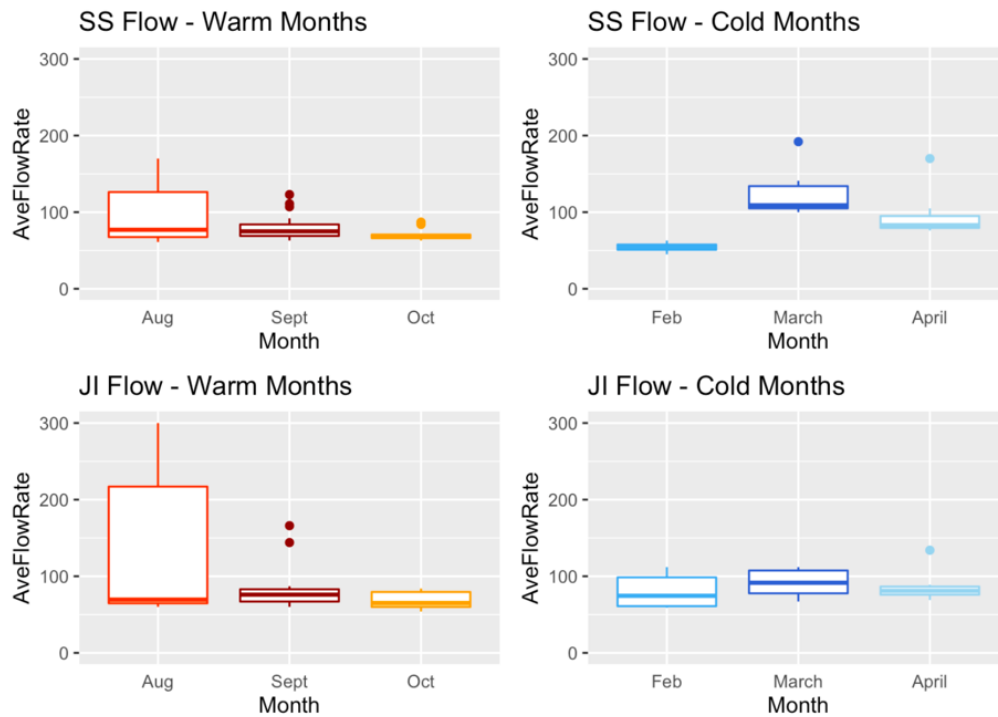 SS Flow - Warm Months
300
200
100
0
AveFlowRate
Aug Sept Oct
Month
SS Flow - Cold Months
300
200
100
0
AveFlowRate
Feb March April
Month
JI Flow - Warm Months
300
200
100
0
AveFlowRate
Aug Sept Oct
Month
JI Flow - Cold Months
300
200
100
0
AveFlowRate
Feb March April
Month